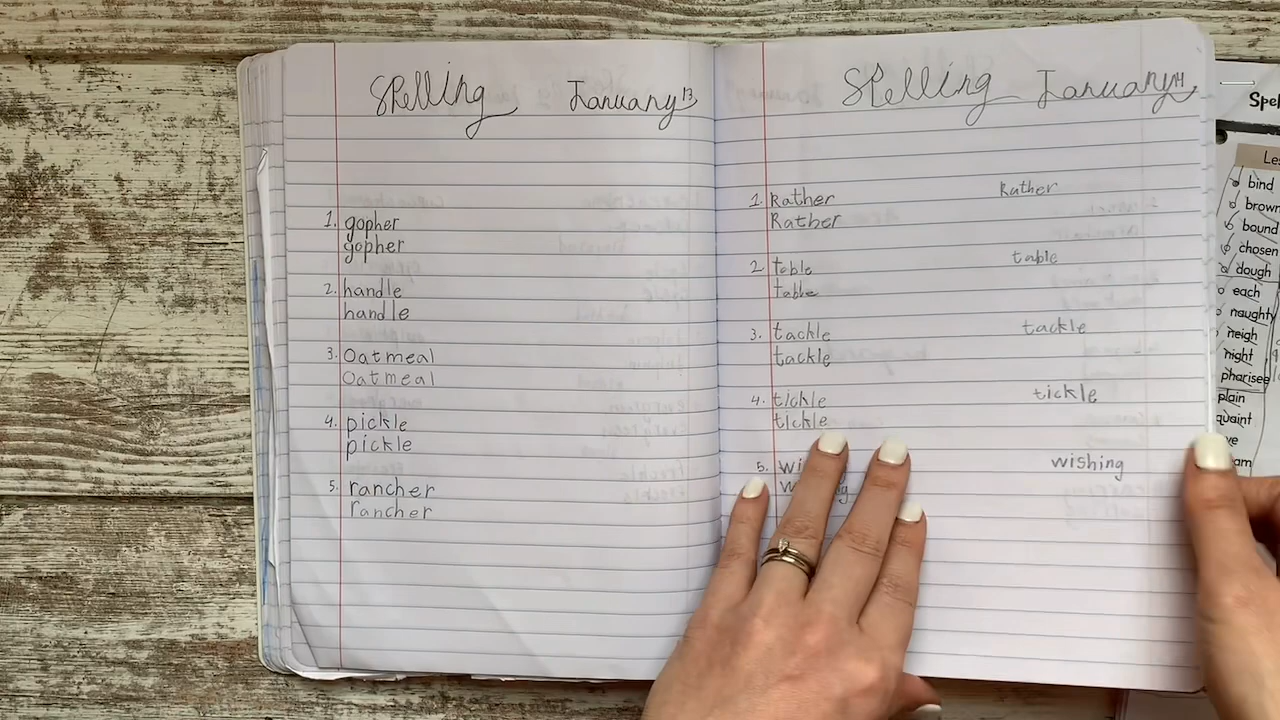 Spelling January 13
1. gopher
gopher
2. handle
handle
3. Oatmeal
Oatmeal
4. pickle
pickle
5. rancher
rancher
Spelling January 14
1. Rather Rather
Rather
2. table table
table
3. tackle tackle
tackle
4. tickle tickle
tickle
5. wishing
bind
brown
bound
chosen
dough
each
naughty
neigh
night
pharisee
plain
quaint